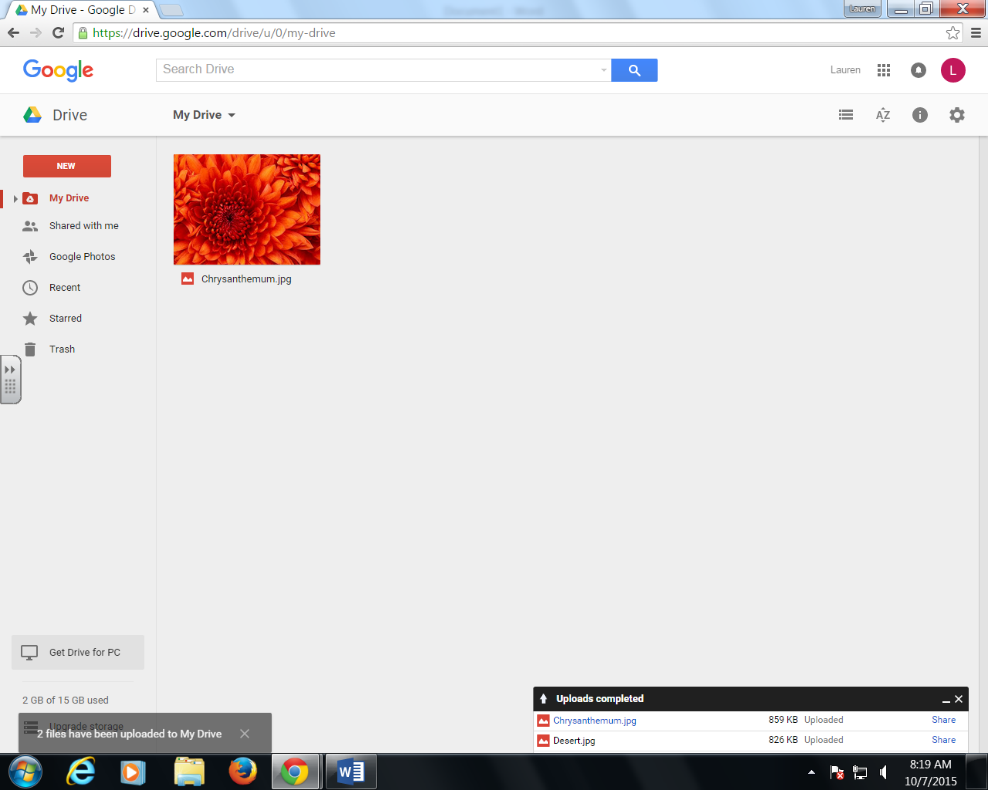 My Drive - Google D
Lauren
https://drive.google.com/drive/u/0/my-drive
Google
Search Drive
Lauren
L
Drive
My Drive
AZ
NEW
My Drive
Shared with me
Google Photos
Recent
Starred
Trash
Chrysanthemum.jpg
Get Drive for PC
2 GB of 15 GB used
Upgrade storage
2 files have been uploaded to My Drive
Uploads completed
Chrysanthemum.jpg 859 KB Uploaded Share
Desert.jpg 826 KB Uploaded Share
8:19 AM
10/7/2015